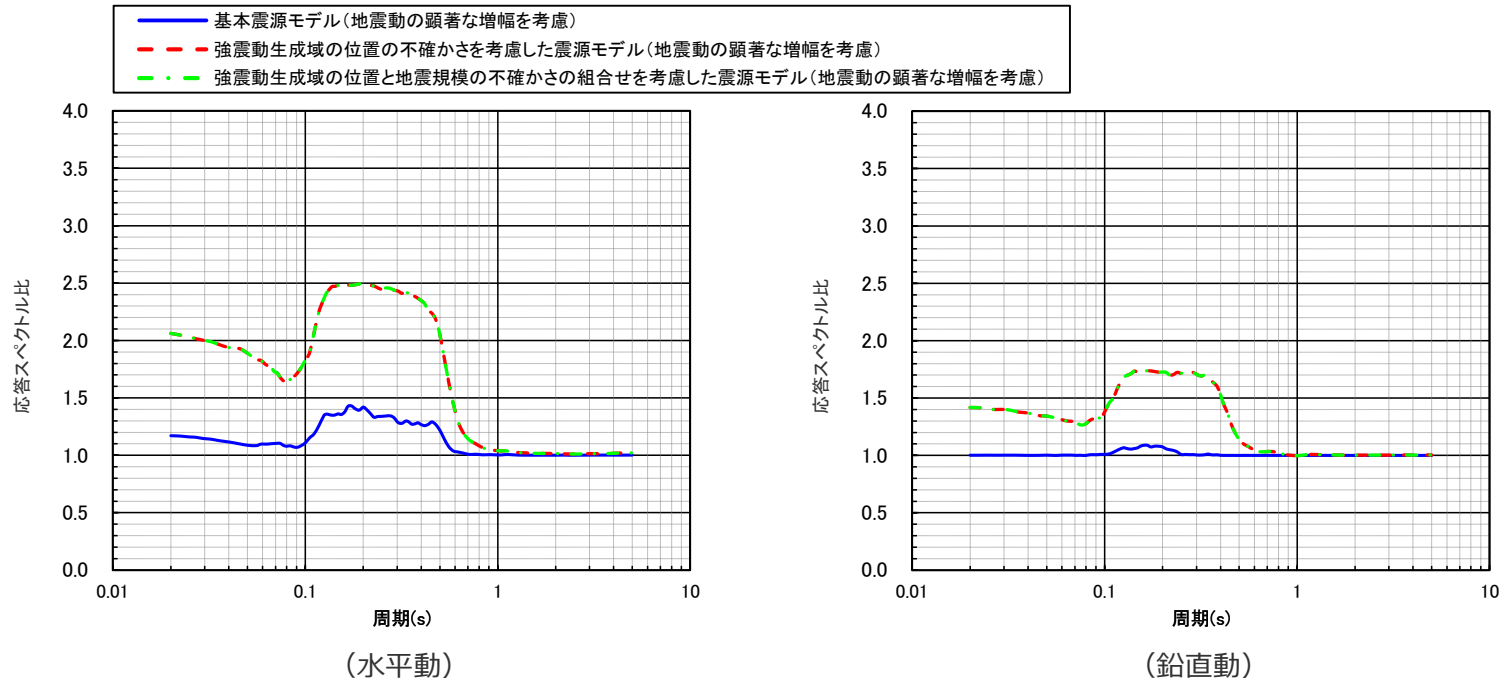 基本震源モデル(地震動の顕著な増幅を考慮)
強震動生成域の位置の不確かさを考慮した震源モデル(地震動の顕著な増幅を考慮)
強震動生成域の位置と地震規模の不確かさの組合せを考慮した震源モデル(地震動の顕著な増幅を考慮)
応答スペクトル比
4.0
3.5
3.0
2.5
2.0
1.5
1.0
0.5
0.0
0.01
0.1
1
10
周期(s)
(水平動)
応答スペクトル比
4.0
3.5
3.0
2.5
2.0
1.5
1.0
0.5
0.0
0.01
0.1
1
10
周期(s)
(鉛直動)